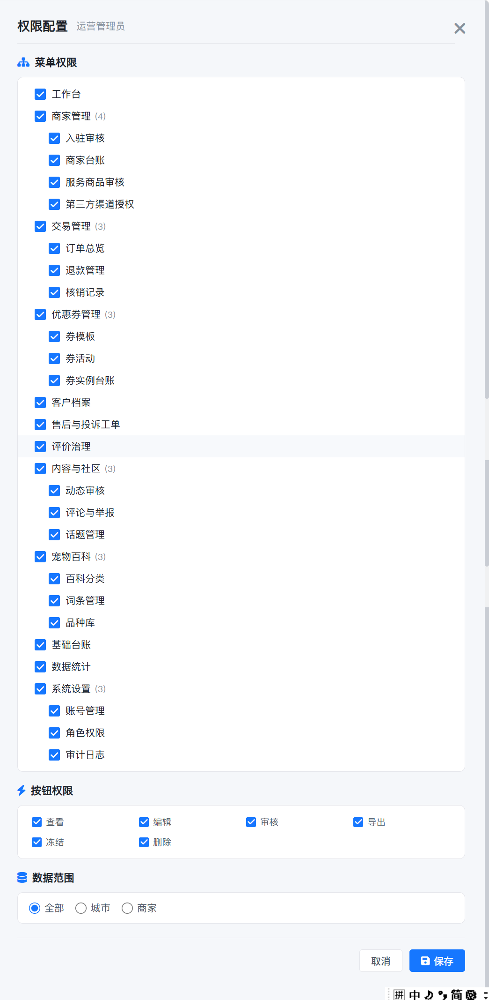 权限配置 运营管理员
菜单权限
工作台
商家管理 (4)
入驻审核
商家台账
服务商品审核
第三方渠道授权
交易管理 (3)
订单总览
退款管理
核销记录
优惠券管理 (3)
券模板
券活动
券实例台账
客户档案
售后与投诉工单
评价治理
内容与社区 (3)
动态审核
评论与举报
话题管理
宠物百科 (3)
百科分类
词条管理
品种库
基础台账
数据统计
系统设置 (3)
账号管理
角色权限
审计日志
按钮权限
查看 编辑 审核 导出
冻结 删除
数据范围
全部 城市 商家
取消 保存
拼 中 简